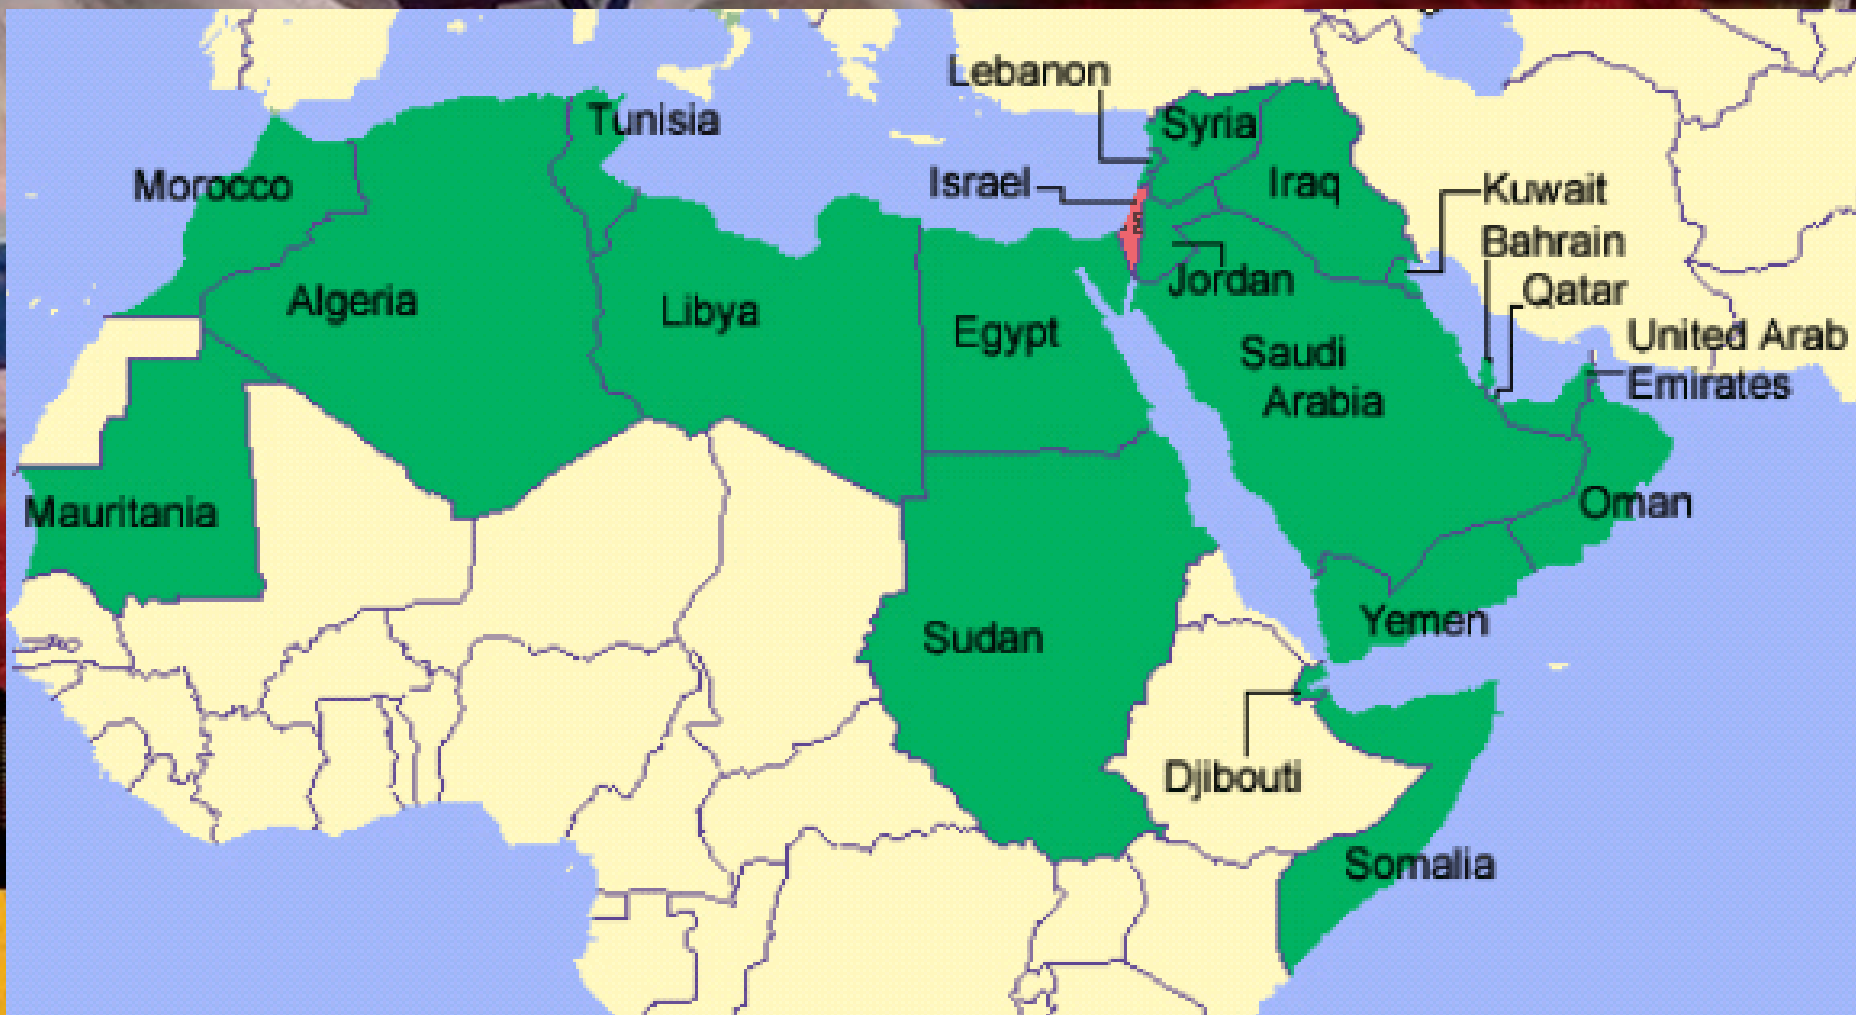 Lebanon
Tunisia
Syria
Morocco
Israel
Iraq
Kuwait
Bahrain
Jordan
Qatar
Algeria
Libya
Egypt
Saudi
Arabia
United Arab
Emirates
Mauritania
Oman
Yemen
Sudan
Djibouti
Somalia